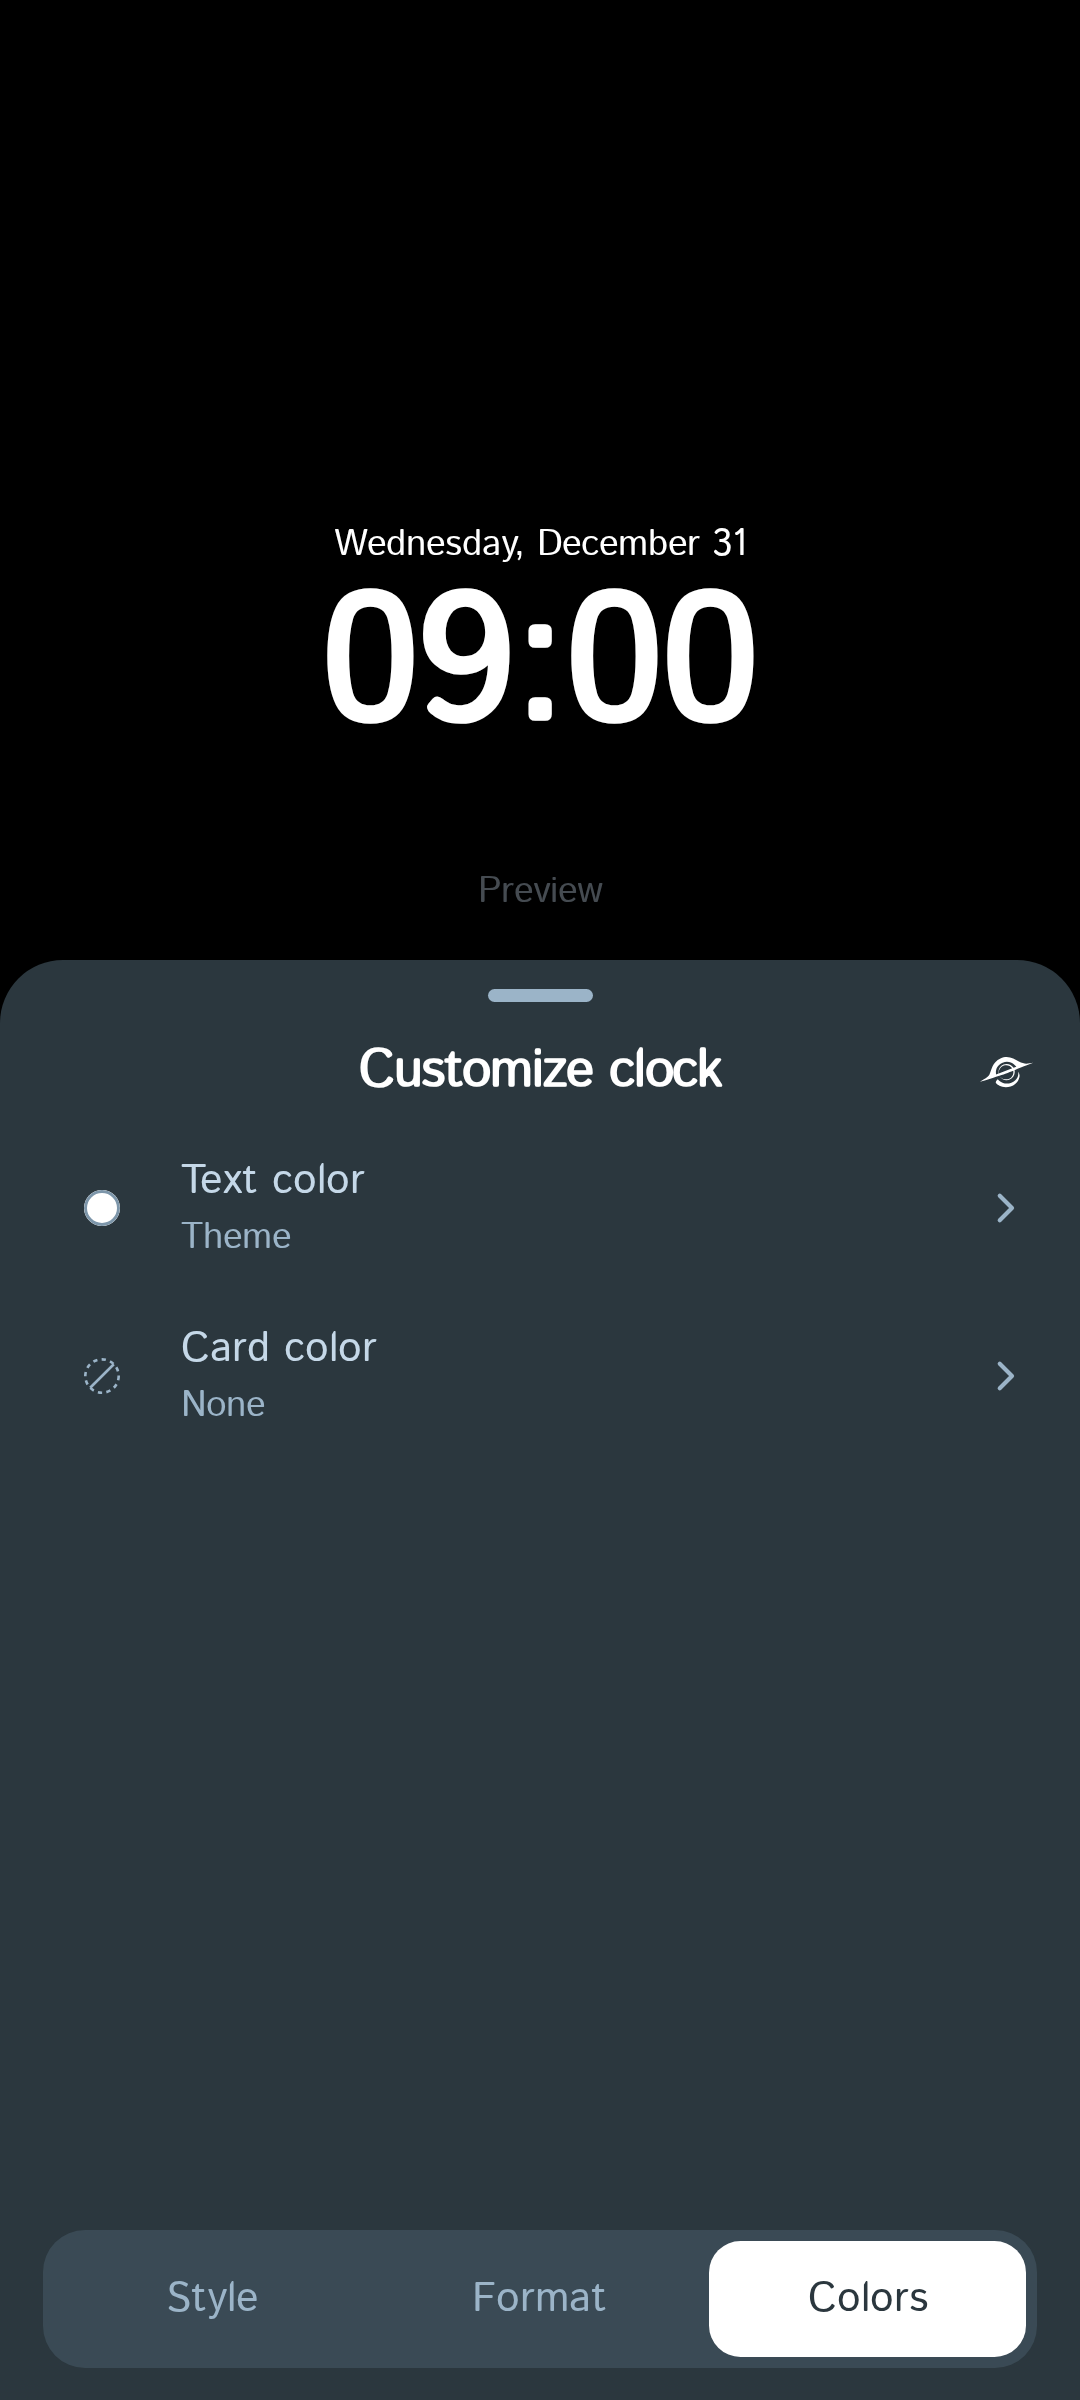 Wednesday, December 31
09:00
Preview
Customize clock
Text color
Theme
Card color
None
Style
Format
Colors